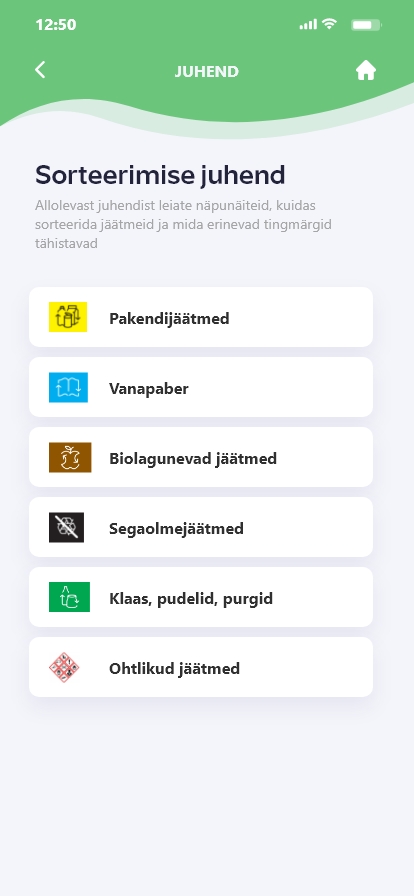 12:50
JUHEND
Sorteerimise juhend
Allolevast juhendist leiate näpunäiteid, kuidas
sorteerida jäätmeid ja mida erinevad tingmärgid
tähistavad
Pakendijäätmed
Vanapaber
Biolagunevad jäätmed
Segaolmejäätmed
Klaas, pudelid, purgid
Ohtlikud jäätmed